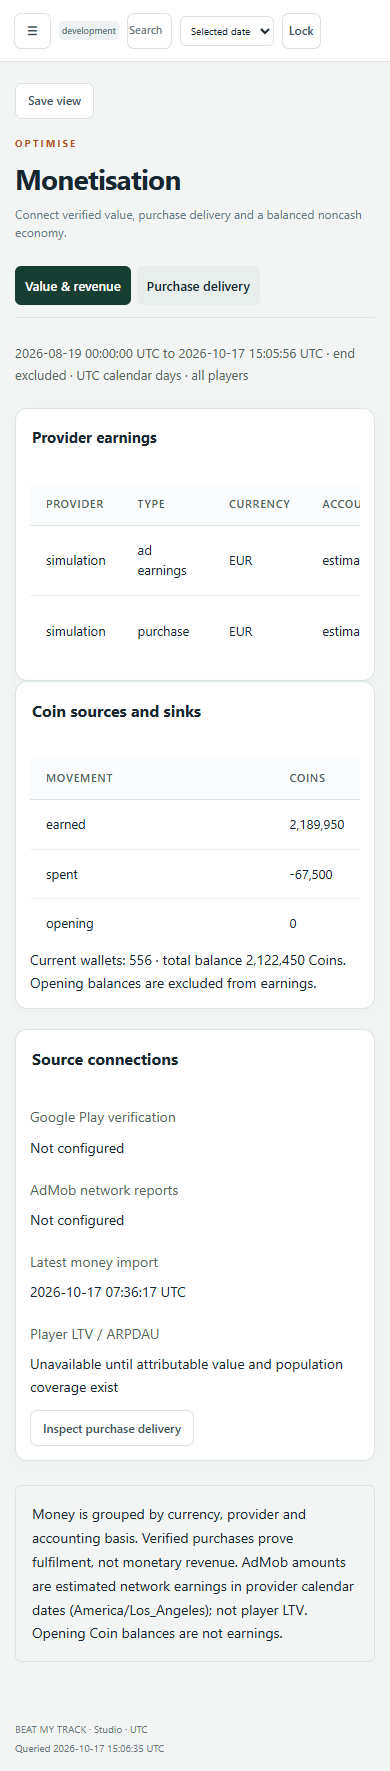 ☰ development Search Selected date Lock
Save view
OPTIMISE
Monetisation
Connect verified value, purchase delivery and a balanced noncash
economy.
Value & revenue Purchase delivery
2026-08-19 00:00:00 UTC to 2026-10-17 15:05:56 UTC · end
excluded · UTC calendar days · all players
Provider earnings
PROVIDER TYPE CURRENCY ACCOU
simulation ad earnings EUR estima
simulation purchase EUR estima
Coin sources and sinks
MOVEMENT COINS
earned 2,189,950
spent -67,500
opening 0
Current wallets: 556 · total balance 2,122,450 Coins.
Opening balances are excluded from earnings.
Source connections
Google Play verification
Not configured
AdMob network reports
Not configured
Latest money import
2026-10-17 07:36:17 UTC
Player LTV / ARPDAU
Unavailable until attributable value and population
coverage exist
Inspect purchase delivery
Money is grouped by currency, provider and
accounting basis. Verified purchases prove
fulfilment, not monetary revenue. AdMob amounts
are estimated network earnings in provider calendar
dates (America/Los_Angeles); not player LTV.
Opening Coin balances are not earnings.
BEAT MY TRACK · Studio · UTC
Queried 2026-10-17 15:06:35 UTC